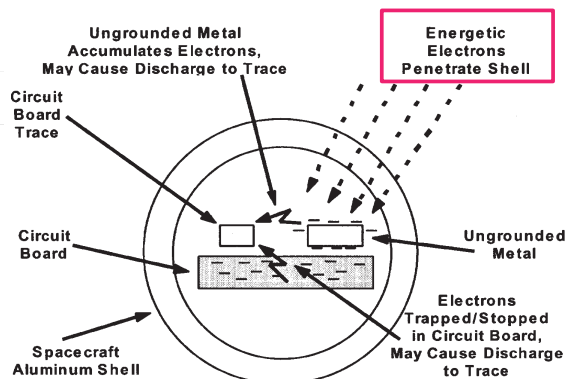 Ungrounded Metal
Accumulates Electrons,
May Cause Discharge to Trace
Energetic
Electrons
Penetrate Shell
Circuit
Board
Trace
Circuit
Board
Ungrounded
Metal
Electrons
Trapped/Stopped
in Circuit Board,
May Cause Discharge
to Trace
Spacecraft
Aluminum Shell